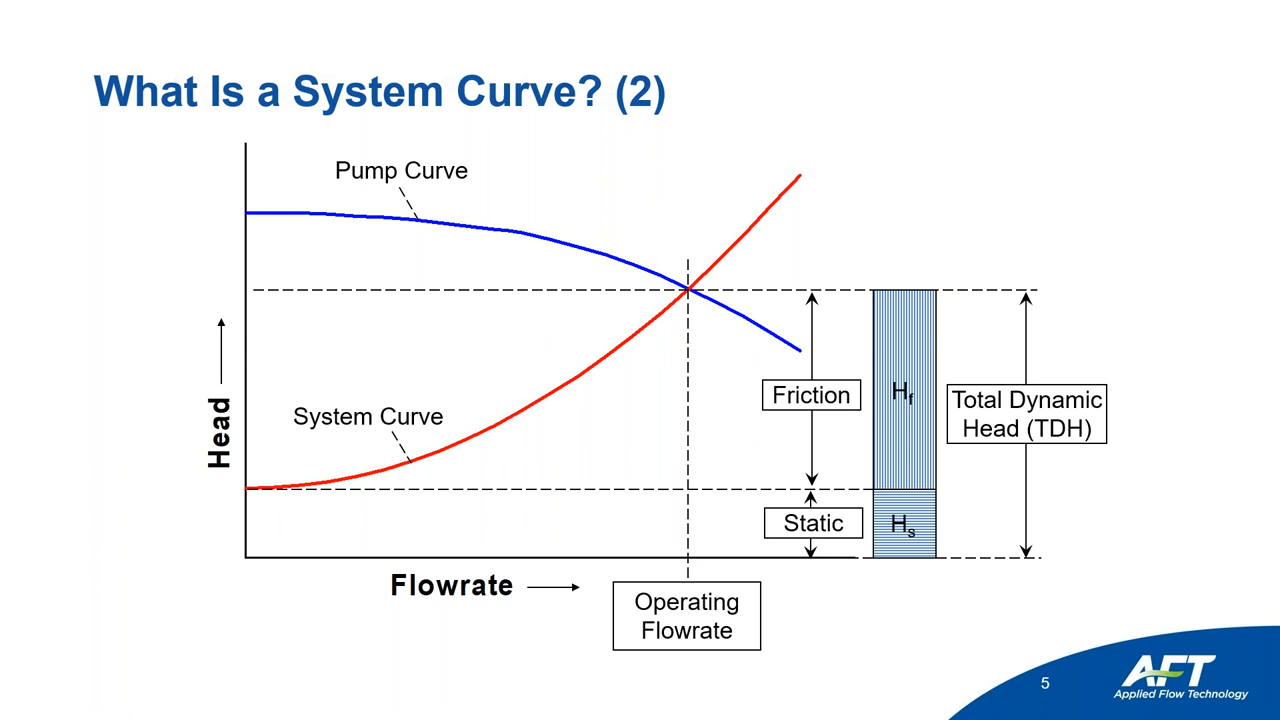 What Is a System Curve? (2)
Pump Curve
System Curve
Head
Flowrate
Operating
Flowrate
Friction
Static
Hf
Hs
Total Dynamic
Head (TDH)
5
AFT
Applied Flow Technology